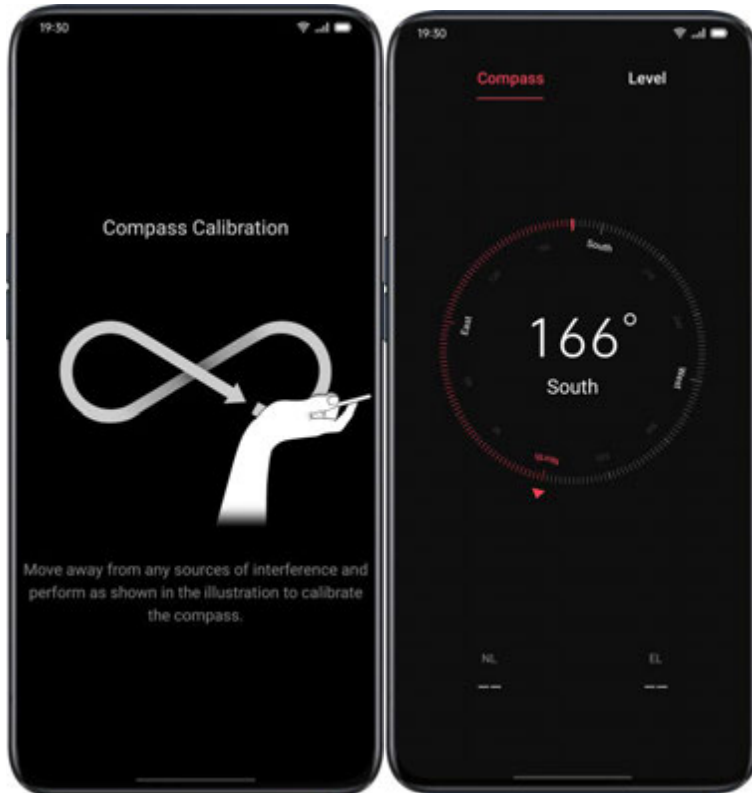 19:30
Compass Calibration
Move away from any sources of interference and
perform as shown in the illustration to calibrate
the compass.
19:30
Compass
Level
South
East
166°
South
West
North
NL
EL
--
--